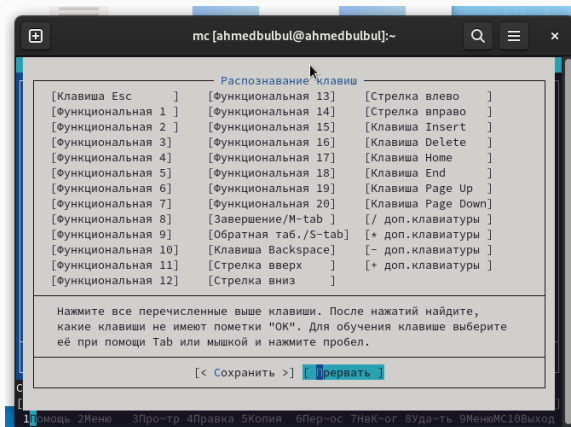 mc [ahmedbulbul@ahmedbulbul]:~
Распознавание клавиш
[Клавиша Esc ] [Функциональная 13] [Стрелка влево ]
[Функциональная 1 ] [Функциональная 14] [Стрелка вправо ]
[Функциональная 2 ] [Функциональная 15] [Клавиша Insert ]
[Функциональная 3] [Функциональная 16] [Клавиша Delete ]
[Функциональная 4] [Функциональная 17] [Клавиша Home ]
[Функциональная 5] [Функциональная 18] [Клавиша End ]
[Функциональная 6] [Функциональная 19] [Клавиша Page Up ]
[Функциональная 7] [Функциональная 20] [Клавиша Page Down]
[Функциональная 8] [Завершение/M-tab ] [/ доп.клавиатуры ]
[Функциональная 9] [Обратная таб./S-tab] [* доп.клавиатуры ]
[Функциональная 10] [Клавиша Backspace] [- доп.клавиатуры ]
[Функциональная 11] [Стрелка вверх ] [+ доп.клавиатуры ]
[Функциональная 12] [Стрелка вниз ]
Нажмите все перечисленные выше клавиши. После нажатий найдите,
какие клавиши не имеют пометки "OK". Для обучения клавише выберите
её при помощи Tab или мышкой и нажмите пробел.
[< Сохранить >] [ Прервать ]
С
[
1Помощь 2Меню 3Про~тр 4Правка 5Копия 6Пер~ос 7НвК~ог 8Уда~ть 9МенюМС10Выход